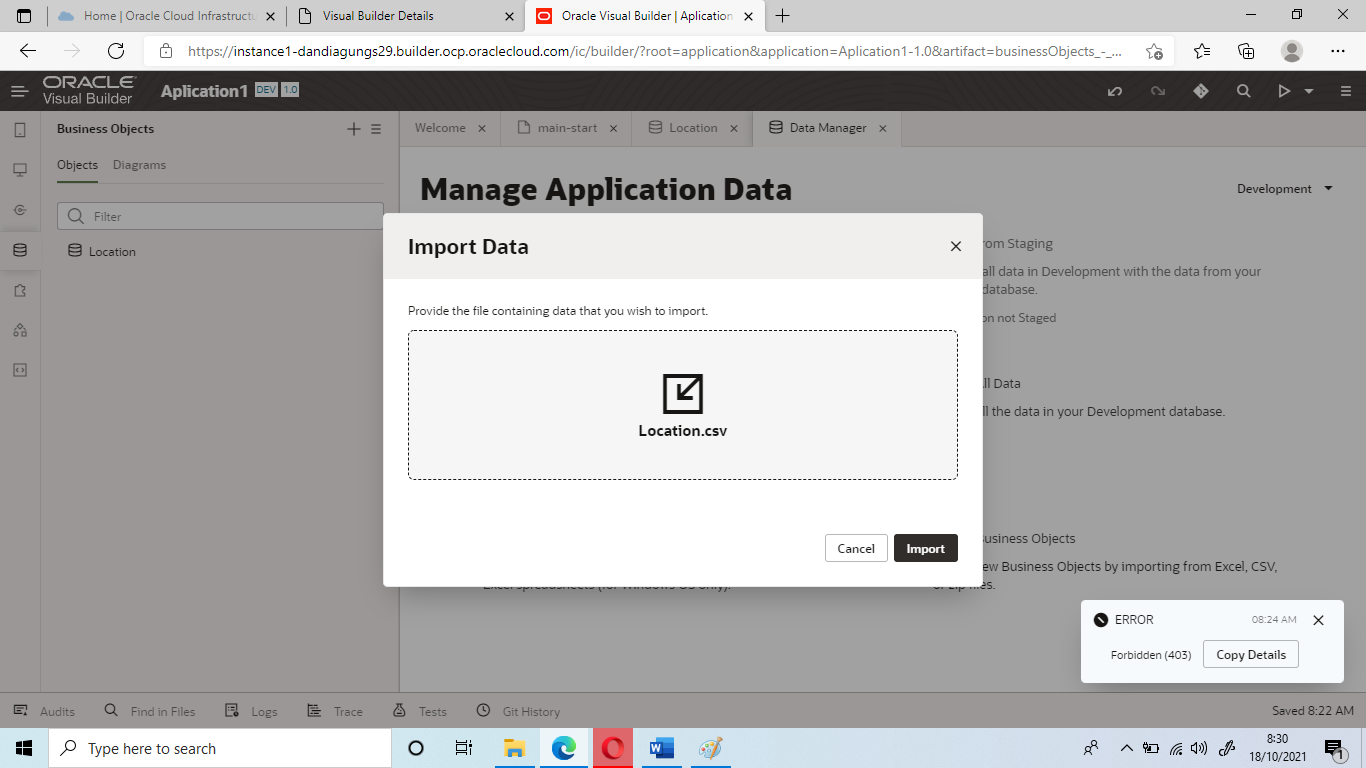 Home | Oracle Cloud Infrastructu
Visual Builder Details
Oracle Visual Builder | Aplication
https://instance1-dandiagungs29.builder.ocp.oraclecloud.com/ic/builder/?root=application&application=Aplication1-1.0&artifact=businessObjects_-_...
ORACLE
Visual Builder
Aplication1 DEV 1.0
Business Objects
Welcome
main-start
Location
Data Manager
Objects
Diagrams
Manage Application Data
Development
Filter
Location
Import Data
rom Staging
all data in Development with the data from your
database.
Provide the file containing data that you wish to import.
on not Staged
ll Data
ll the data in your Development database.
Location.csv
usiness Objects
Cancel
Import
ew Business Objects by importing from Excel, CSV,
Excel spreadsheets (for Windows OS only).
or zip files.
ERROR
08:24 AM
Forbidden (403)
Copy Details
Audits
Find in Files
Logs
Trace
Tests
Git History
Saved 8:22 AM
Type here to search
8:30
18/10/2021
1